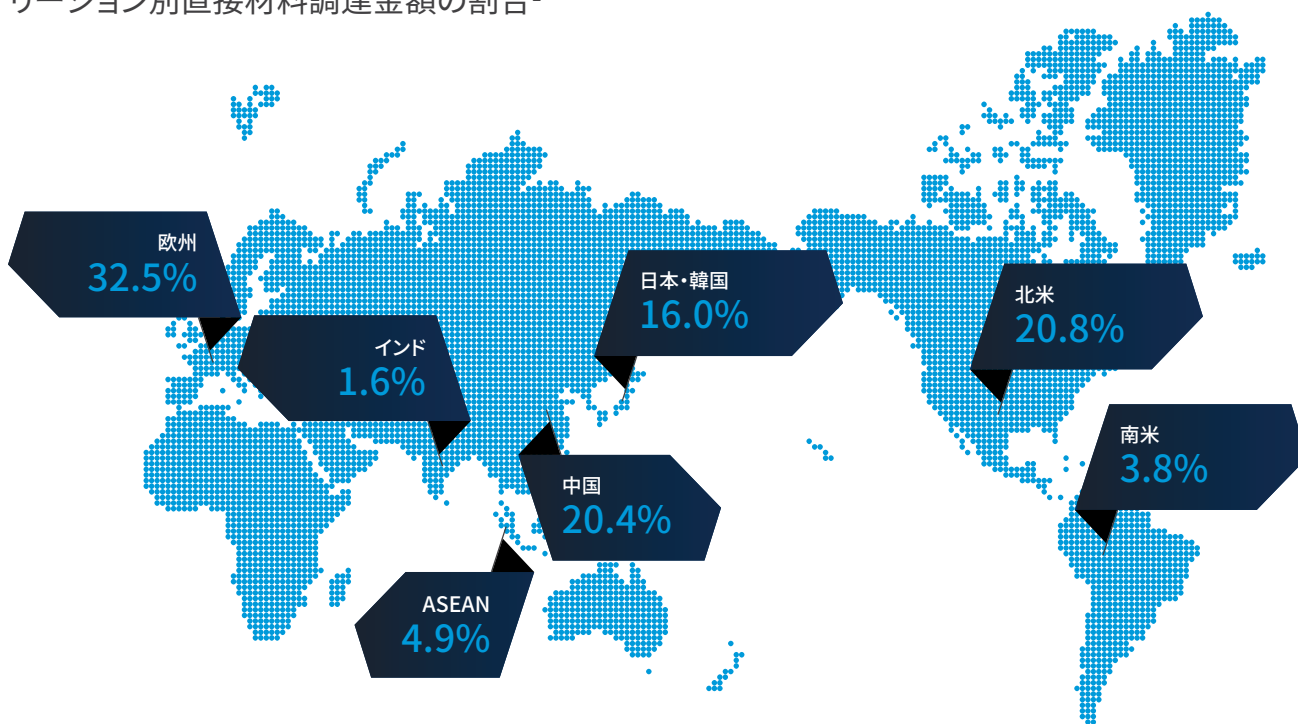 リージョン別直接材料調達金額の割合
欧州
32.5%
インド
1.6%
日本・韓国
16.0%
中国
20.4%
ASEAN
4.9%
北米
20.8%
南米
3.8%